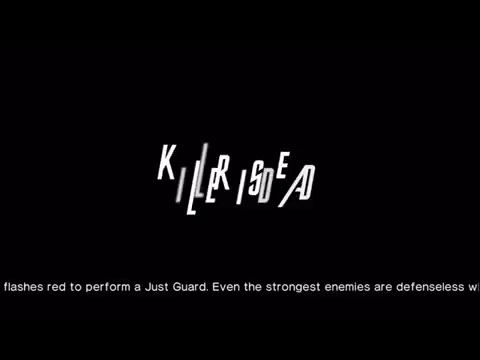 KILLER IS DEAD
flashes red to perform a Just Guard. Even the strongest enemies are defenseless